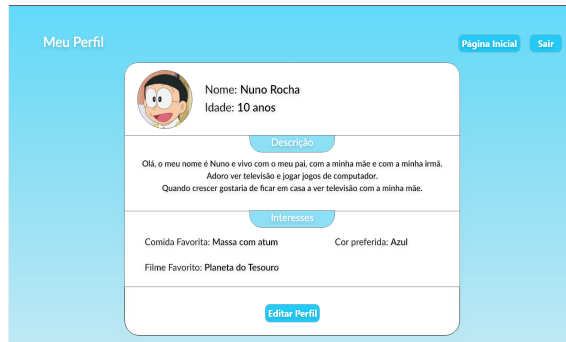 Meu Perfil
Página Inicial
Sair
Nome: Nuno Rocha
Idade: 10 anos
Descrição
Olá, o meu nome é Nuno e vivo com o meu pai, com a minha mãe e com a minha irmã.
Adoro ver televisão e jogar jogos de computador.
Quando crescer gostaria de ficar em casa a ver televisão com a minha mãe.
Interesses
Comida Favorita: Massa com atum
Cor preferida: Azul
Filme Favorito: Planeta do Tesouro
Editar Perfil